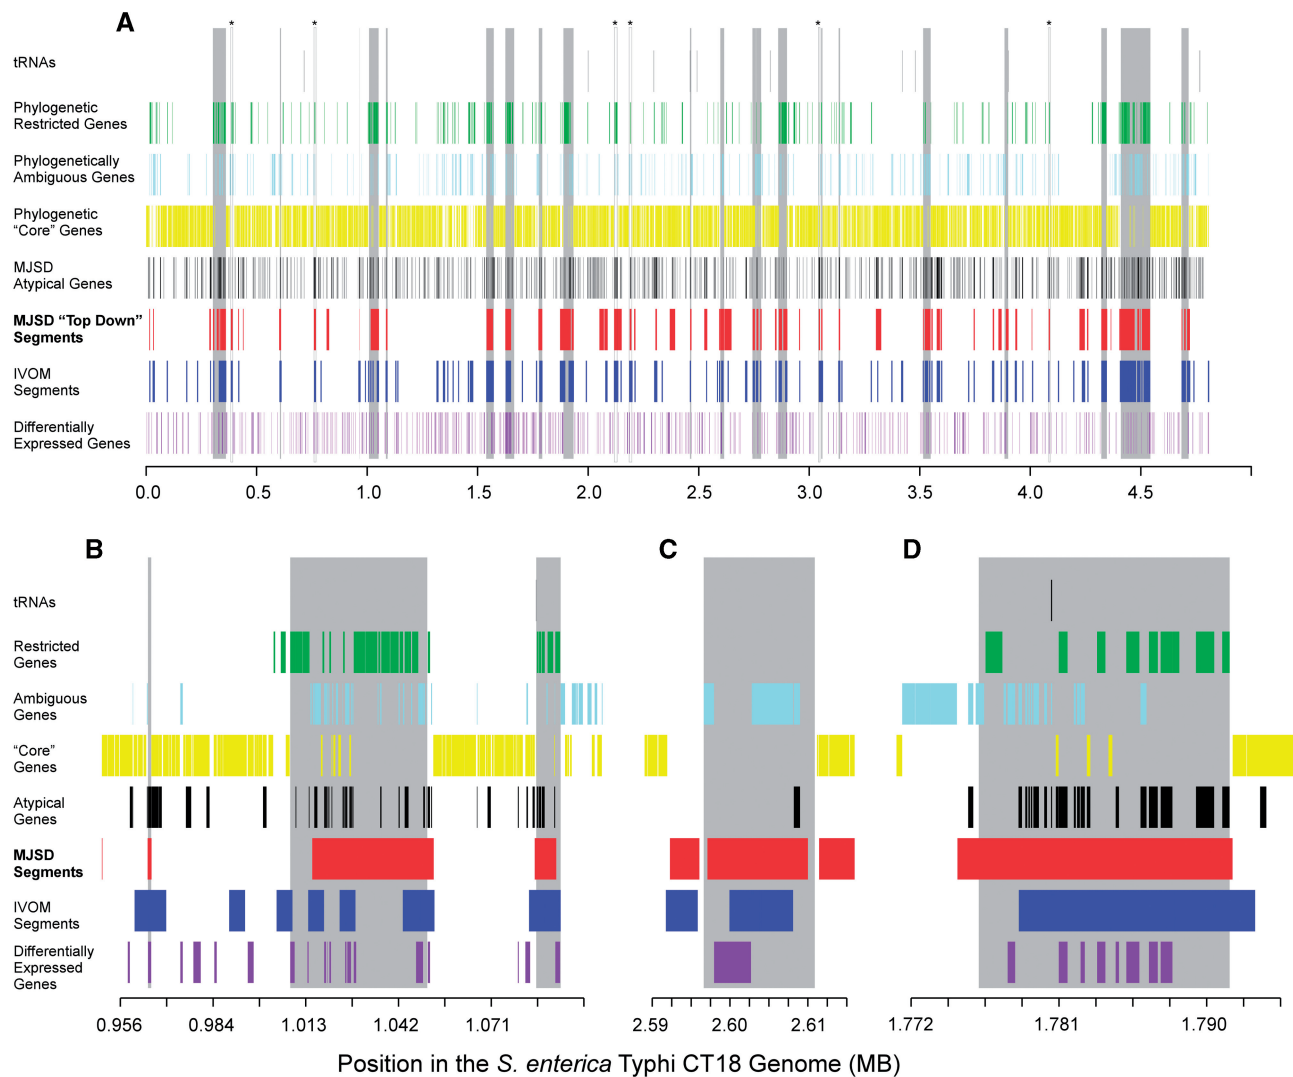 A
* * * * * *
tRNAs
Phylogenetic
Restricted Genes
Phylogenetically
Ambiguous Genes
Phylogenetic
“Core” Genes
MJSD
Atypical Genes
MJSD “Top Down”
Segments
IVOM
Segments
Differentially
Expressed Genes
0.0 0.5 1.0 1.5 2.0 2.5 3.0 3.5 4.0 4.5
B C D
tRNAs
Restricted
Genes
Ambiguous
Genes
“Core”
Genes
Atypical
Genes
MJSD
Segments
IVOM
Segments
Differentially
Expressed
Genes
0.956 0.984 1.013 1.042 1.071 2.59 2.60 2.61 1.772 1.781 1.790
Position in the S. enterica Typhi CT18 Genome (MB)